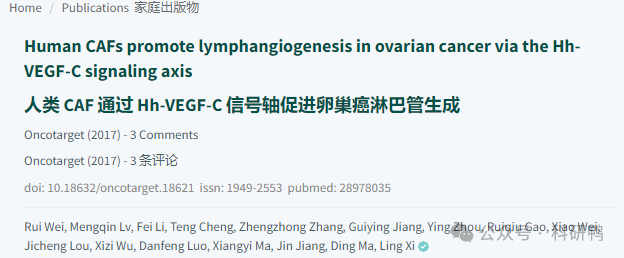 Home / Publications 家庭出版物
Human CAFs promote lymphangiogenesis in ovarian cancer via the Hh-
VEGF-C signaling axis
人类 CAF 通过 Hh-VEGF-C 信号轴促进卵巢癌淋巴管生成
Oncotarget (2017) - 3 Comments
Oncotarget (2017) - 3 条评论
doi: 10.18632/oncotarget.18621 issn: 1949-2553 pubmed: 28978035
Rui Wei, Mengqin Lv, Fei Li, Teng Cheng, Zhengzhong Zhang, Guiying Jiang, Ying Zhou, Ruiqiu Gao, Xiao Wei,
Jicheng Lou, Xizi Wu, Danfeng Luo, Xiangyi Ma, Jin Jiang, Ding Ma, Ling Xi
公众号 · 科研鸭